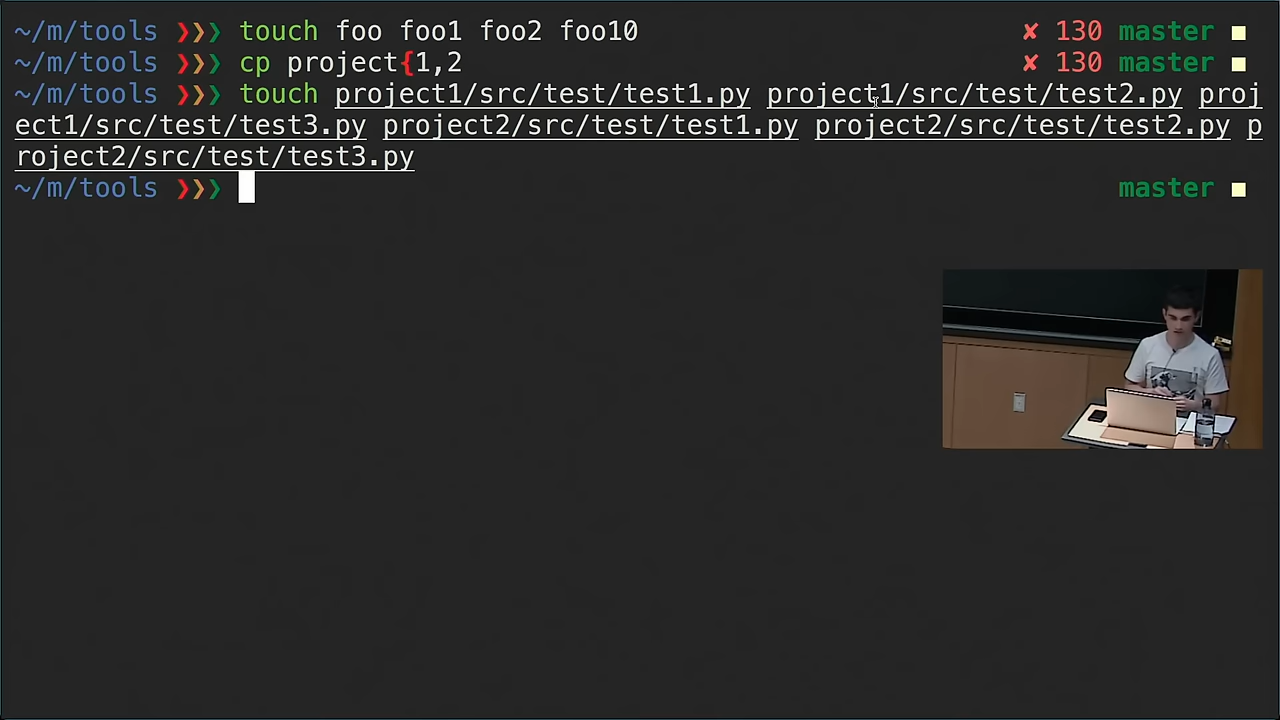 ~/m/tools ❯❯❯ touch foo foo1 foo2 foo10 ✘ 130 master ■
~/m/tools ❯❯❯ cp project{1,2 ✘ 130 master ■
~/m/tools ❯❯❯ touch project1/src/test/test1.py project1/src/test/test2.py proj
ect1/src/test/test3.py project2/src/test/test1.py project2/src/test/test2.py p
roject2/src/test/test3.py
~/m/tools ❯❯❯ master ■